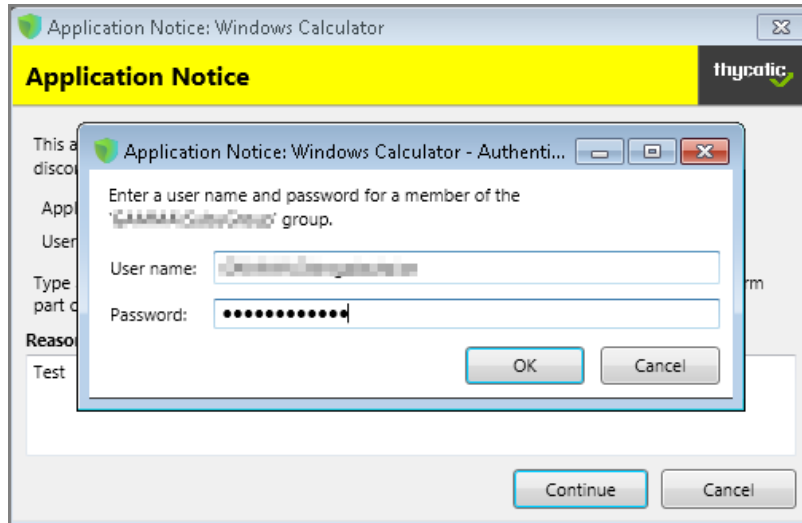 Application Notice: Windows Calculator
Application Notice
thycotic
This a
disco
Appl
User
Type
rm
part o
Reaso
Test
Continue
Cancel
Application Notice: Windows Calculator - Authenti...
Enter a user name and password for a member of the
group.
User name:
Password:
OK
Cancel